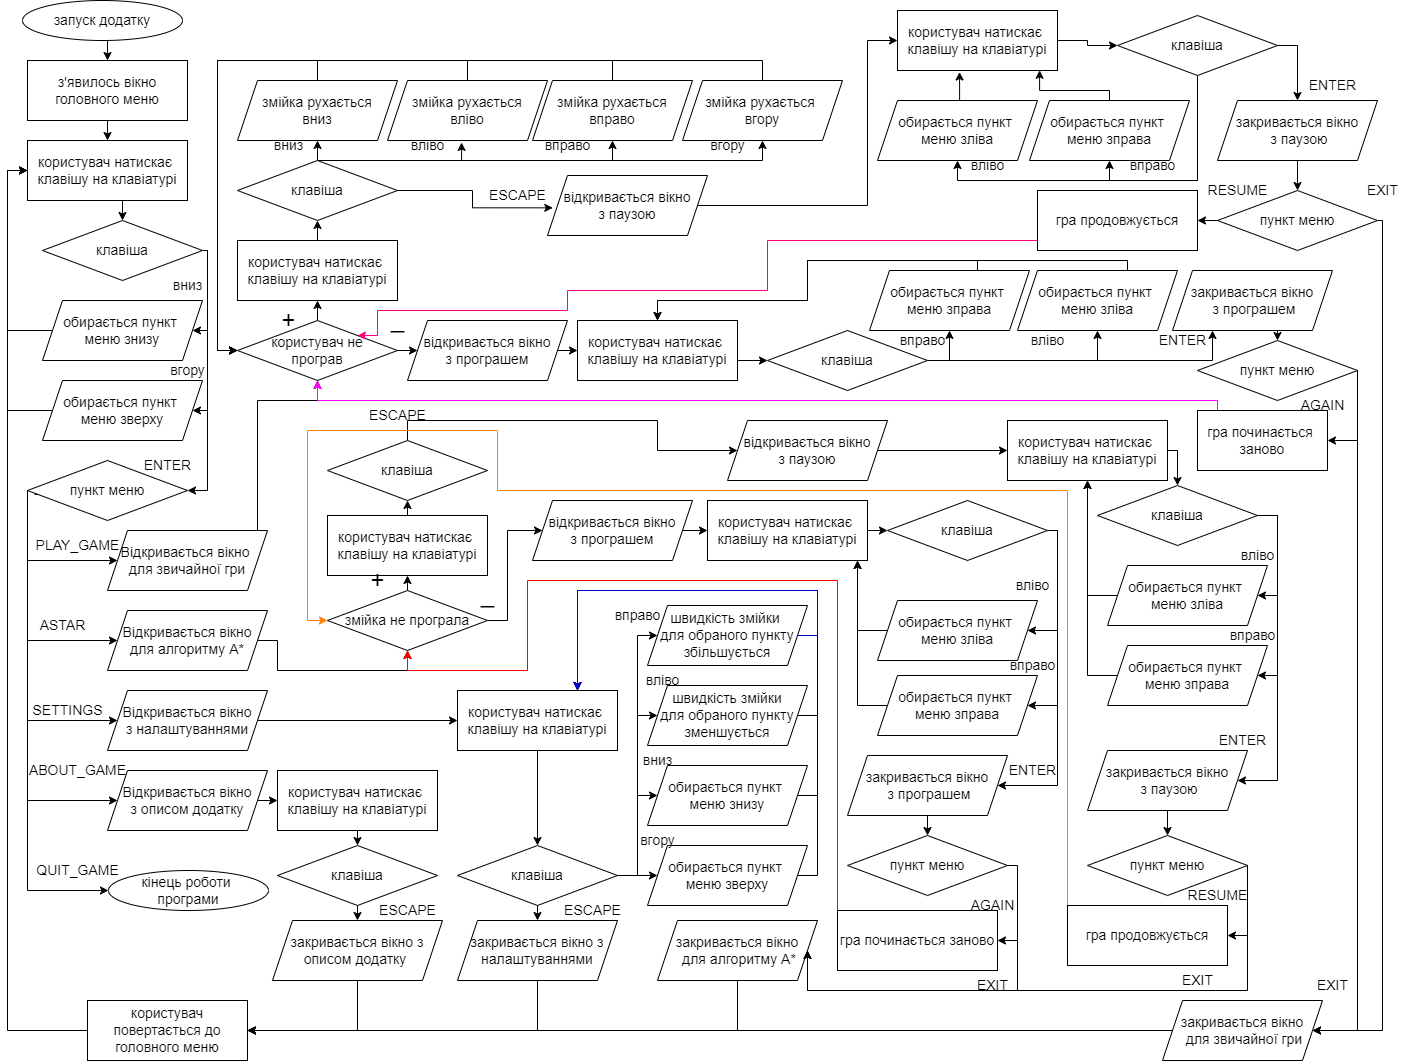 запуск додатку
з'явилось вікно
головного меню
користувач натискає
клавішу на клавіатурі
клавіша
вниз
обирається пункт
меню знизу
вгору
обирається пункт
меню зверху
ENTER
пункт меню
PLAY_GAME
Відкривається вікно
для звичайної гри
ASTAR
Відкривається вікно
для алгоритму А*
SETTINGS
Відкривається вікно
з налаштуваннями
ABOUT_GAME
Відкривається вікно
з описом додатку
QUIT_GAME
кінець роботи
програми
користувач натискає
клавішу на клавіатурі
клавіша
ESCAPE
закривається вікно з
описом додатку
користувач
повертається до
головного меню
змійка рухається
вниз
змійка рухається
вліво
змійка рухається
вправо
змійка рухається
вгору
вниз
вліво
вправо
вгору
клавіша
ESCAPE
відкривається вікно
з паузою
користувач натискає
клавішу на клавіатурі
+
користувач не
програв
−
відкривається вікно
з програшем
користувач натискає
клавішу на клавіатурі
клавіша
вправо
вліво
ENTER
обирається пункт
меню зправа
обирається пункт
меню зліва
закривається вікно
з програшем
пункт меню
AGAIN
гра починається
заново
користувач натискає
клавішу на клавіатурі
клавіша
ENTER
обирається пункт
меню зліва
обирається пункт
меню зправа
вліво
вправо
закривається вікно
з паузою
RESUME
EXIT
пункт меню
гра продовжується
ESCAPE
клавіша
користувач натискає
клавішу на клавіатурі
+
змійка не програла
−
відкривається вікно
з паузою
користувач натискає
клавішу на клавіатурі
клавіша
вліво
обирається пункт
меню зліва
вправо
обирається пункт
меню зправа
ENTER
закривається вікно
з паузою
пункт меню
RESUME
гра продовжується
EXIT
відкривається вікно
з програшем
користувач натискає
клавішу на клавіатурі
клавіша
вліво
обирається пункт
меню зліва
вправо
обирається пункт
меню зправа
ENTER
закривається вікно
з програшем
пункт меню
AGAIN
гра починається заново
EXIT
користувач натискає
клавішу на клавіатурі
вправо
швидкість змійки
для обраного пункту
збільшується
вліво
швидкість змійки
для обраного пункту
зменшується
вниз
обирається пункт
меню знизу
вгору
обирається пункт
меню зверху
клавіша
ESCAPE
закривається вікно з
налаштуваннями
закривається вікно
для алгоритму А*
EXIT
закривається вікно
для звичайної гри